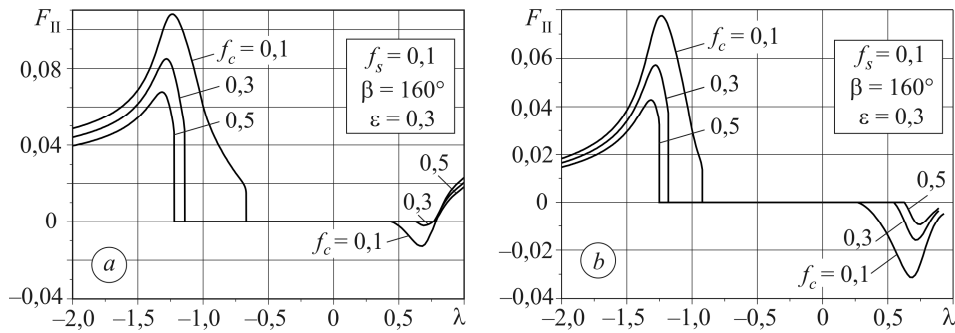 F_II
0,08
0,04
0
–0,04
f_c = 0,1
0,3
0,5
f_s = 0,1
β = 160°
ε = 0,3
0,5
0,3
f_c = 0,1
a
–2,0 –1,5 –1,0 –0,5 0 0,5 λ
F_II
0,06
0,04
0,02
0
–0,02
–0,04
f_c = 0,1
0,3
0,5
f_s = 0,1
β = 160°
ε = 0,3
0,5
0,3
f_c = 0,1
b
–2,0 –1,5 –1,0 –0,5 0 0,5 λ